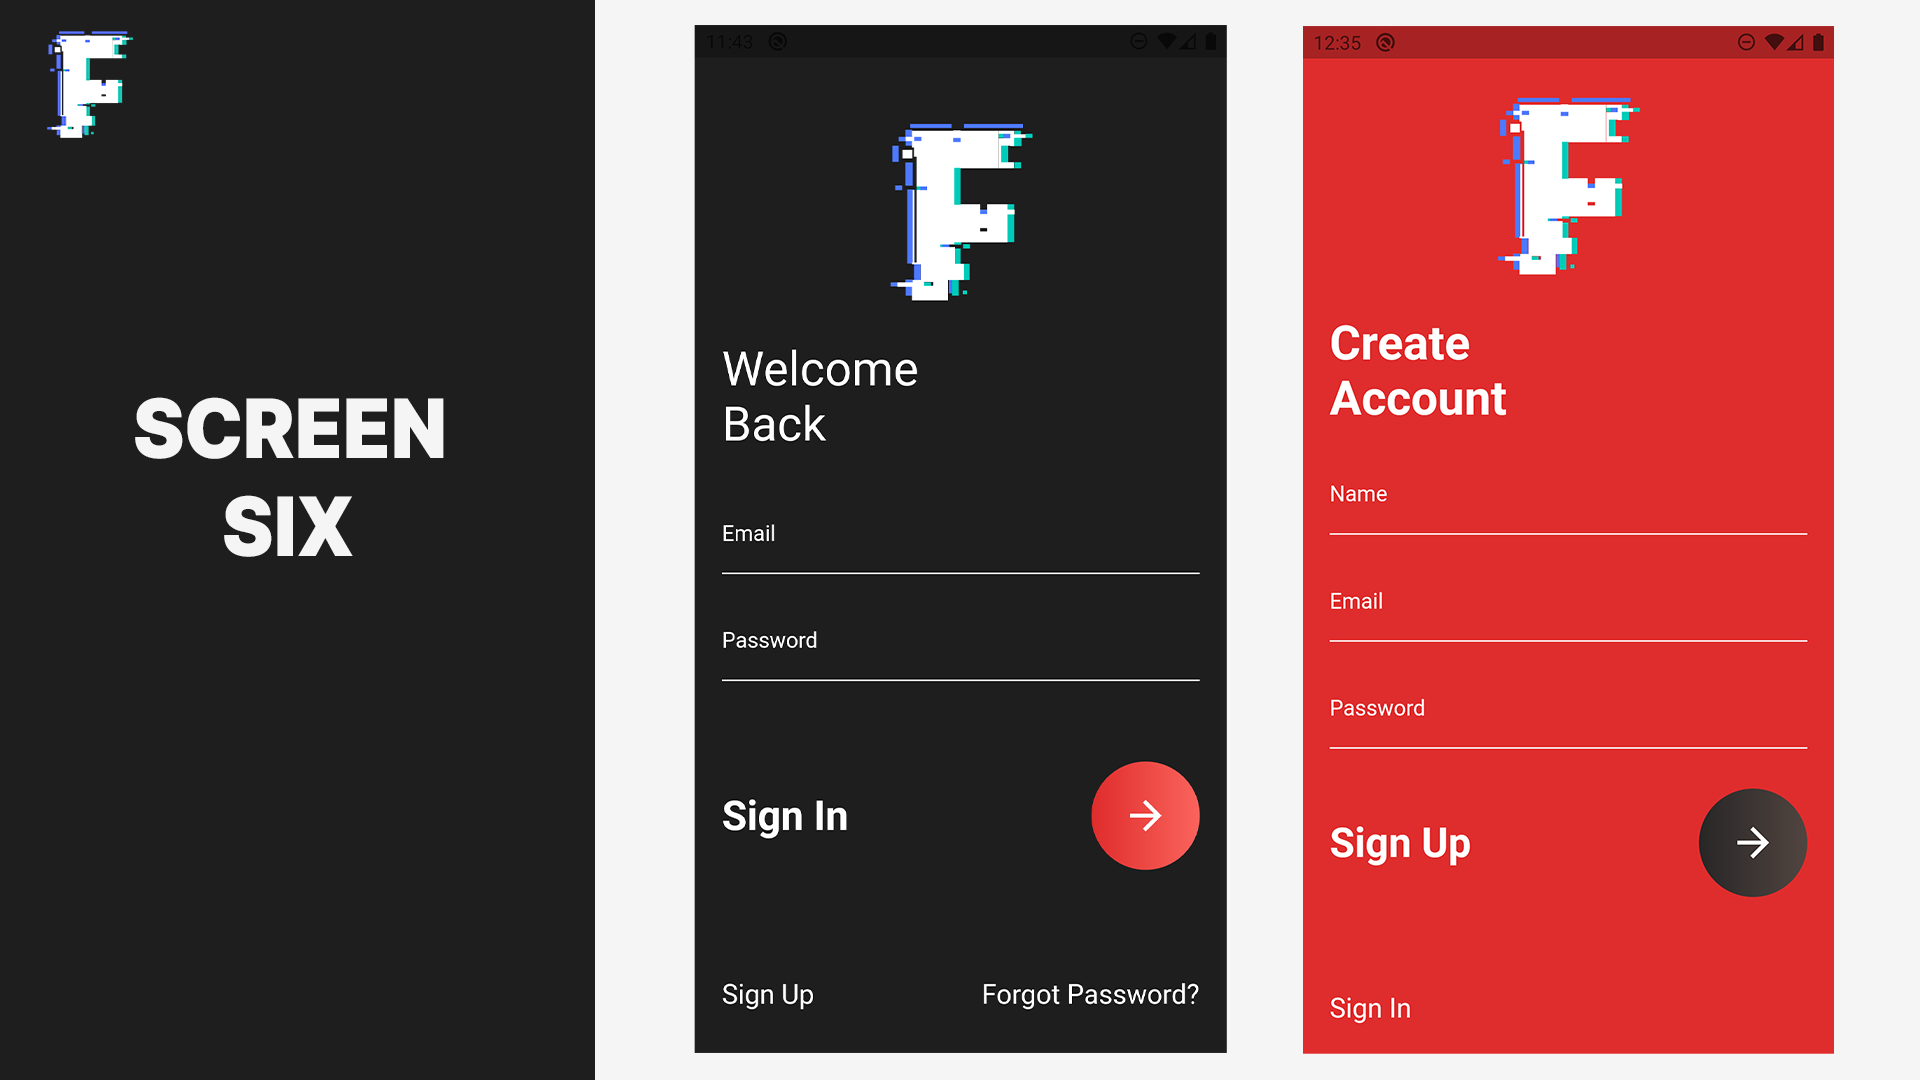 F
SCREEN
SIX
11:43
F
Welcome
Back
Email
Password
Sign In
Sign Up
Forgot Password?
12:35
F
Create
Account
Name
Email
Password
Sign Up
Sign In